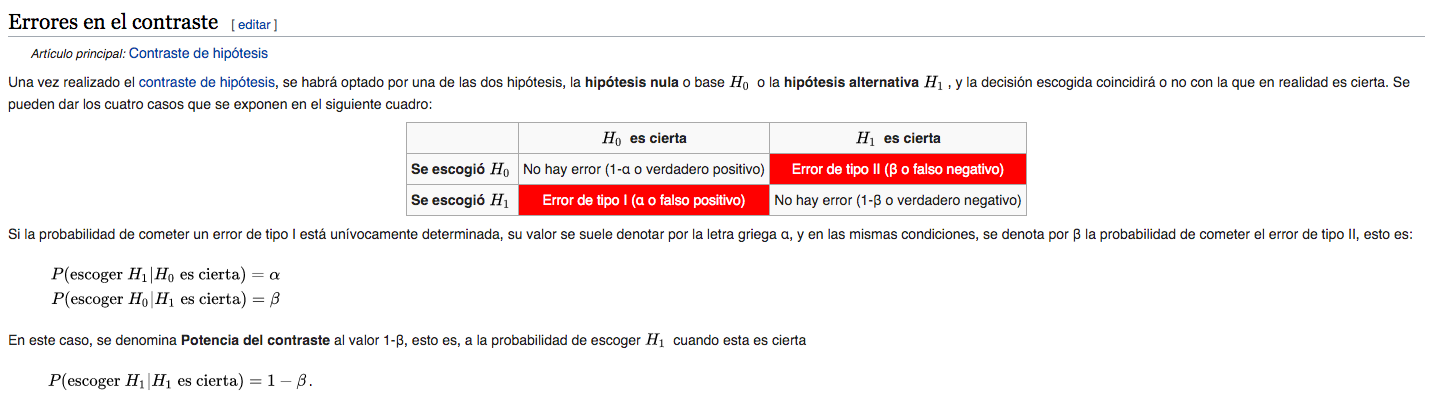 Errores en el contraste [ editar ]
Artículo principal: Contraste de hipótesis
Una vez realizado el contraste de hipótesis, se habrá optado por una de las dos hipótesis, la hipótesis nula o base H₀ o la hipótesis alternativa H₁ , y la decisión escogida coincidirá o no con la que en realidad es cierta. Se
pueden dar los cuatro casos que se exponen en el siguiente cuadro:
H₀ es cierta H₁ es cierta
Se escogió H₀ No hay error (1-α o verdadero positivo) Error de tipo II (β o falso negativo)
Se escogió H₁ Error de tipo I (α o falso positivo) No hay error (1-β o verdadero negativo)
Si la probabilidad de cometer un error de tipo I está unívocamente determinada, su valor se suele denotar por la letra griega α, y en las mismas condiciones, se denota por β la probabilidad de cometer el error de tipo II, esto es:
P(escoger H₁|H₀ es cierta) = α
P(escoger H₀|H₁ es cierta) = β
En este caso, se denomina Potencia del contraste al valor 1-β, esto es, a la probabilidad de escoger H₁ cuando esta es cierta
P(escoger H₁|H₁ es cierta) = 1 − β.